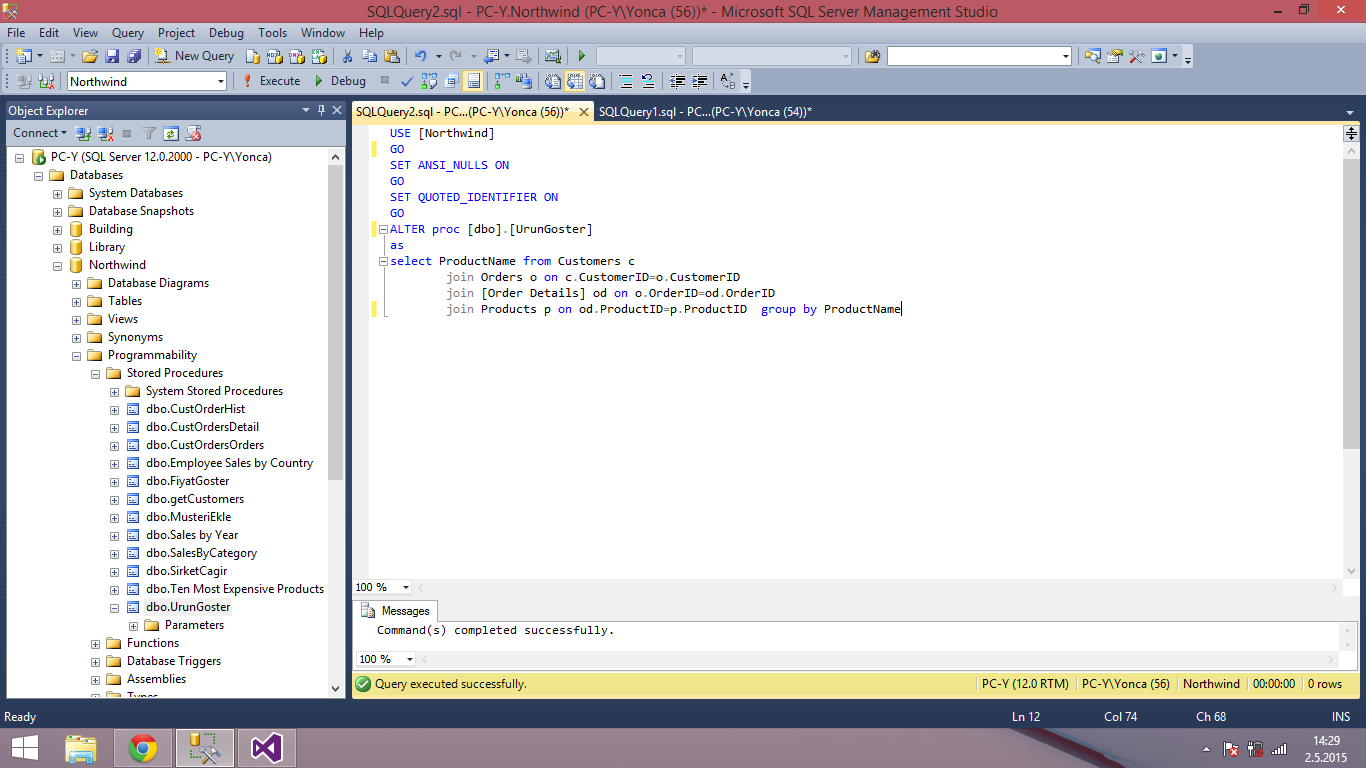 SQLQuery2.sql - PC-Y.Northwind (PC-Y\Yonca (56))* - Microsoft SQL Server Management Studio
File Edit View Query Project Debug Tools Window Help
New Query
Northwind Execute Debug
Object Explorer
Connect
PC-Y (SQL Server 12.0.2000 - PC-Y\Yonca)
Databases
System Databases
Database Snapshots
Building
Library
Northwind
Database Diagrams
Tables
Views
Synonyms
Programmability
Stored Procedures
System Stored Procedures
dbo.CustOrderHist
dbo.CustOrdersDetail
dbo.CustOrdersOrders
dbo.Employee Sales by Country
dbo.FiyatGoster
dbo.getCustomers
dbo.MusteriEkle
dbo.Sales by Year
dbo.SalesByCategory
dbo.SirketCagir
dbo.Ten Most Expensive Products
dbo.UrunGoster
Parameters
Functions
Database Triggers
Assemblies
Types
SQLQuery2.sql - PC...(PC-Y\Yonca (56))* SQLQuery1.sql - PC...(PC-Y\Yonca (54))*
USE [Northwind]
GO
SET ANSI_NULLS ON
GO
SET QUOTED_IDENTIFIER ON
GO
ALTER proc [dbo].[UrunGoster]
as
select ProductName from Customers c
join Orders o on c.CustomerID=o.CustomerID
join [Order Details] od on o.OrderID=od.OrderID
join Products p on od.ProductID=p.ProductID  group by ProductName
100 %
Messages
Command(s) completed successfully.
100 %
Query executed successfully. PC-Y (12.0 RTM) PC-Y\Yonca (56) Northwind 00:00:00 0 rows
Ready Ln 12 Col 74 Ch 68 INS
14:29
2.5.2015